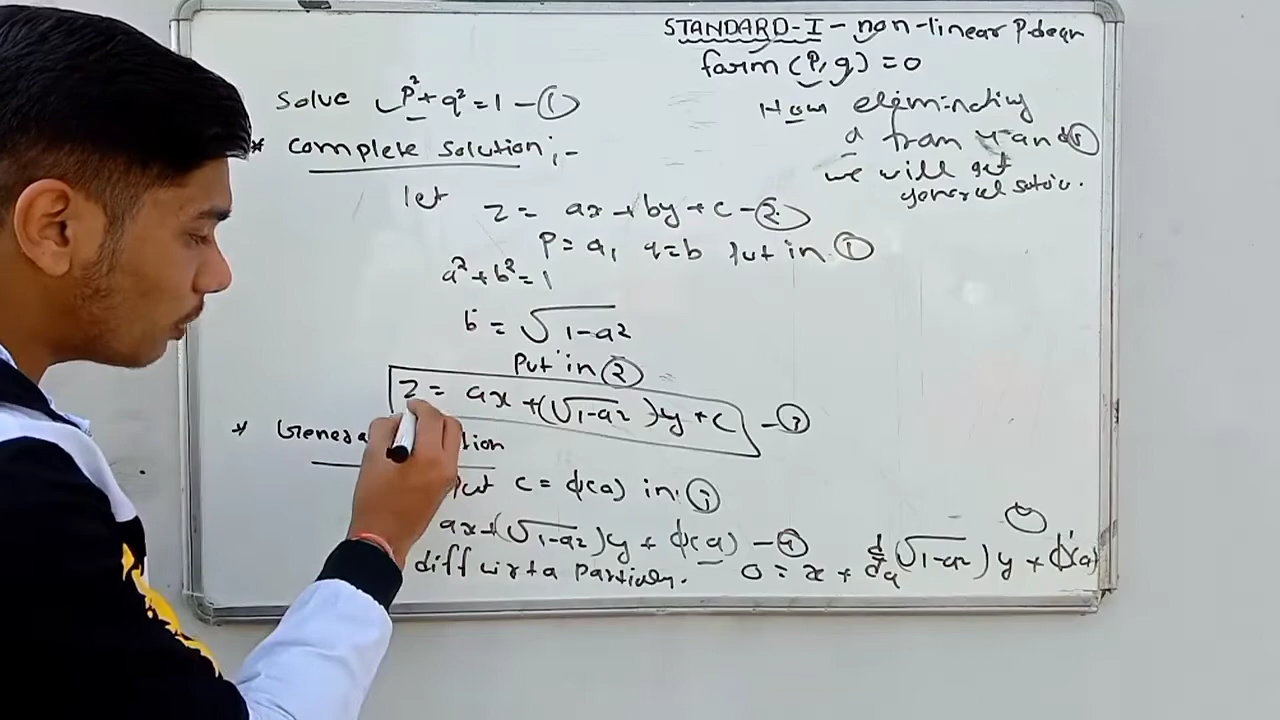 STANDARD-I - non-linear P.deqn
form (P, q) = 0
Solve p² + q² = 1 - ①
* Complete solution :-
let
z = ax + by + c - ②
P = a, q = b Put in ①
a² + b² = 1
b = √1-a²
Put in ②
z = ax + (√1-a²)y + c - ③
* General
Put c = φ(a) in ③
ax + (√1-a²)y + φ(a) - ④
diff w.r.t a Partially. - 0 = x + d/da (√1-a²)y + φ'(a)
Now eliminating
a from 4 and ⑤
we will get
general